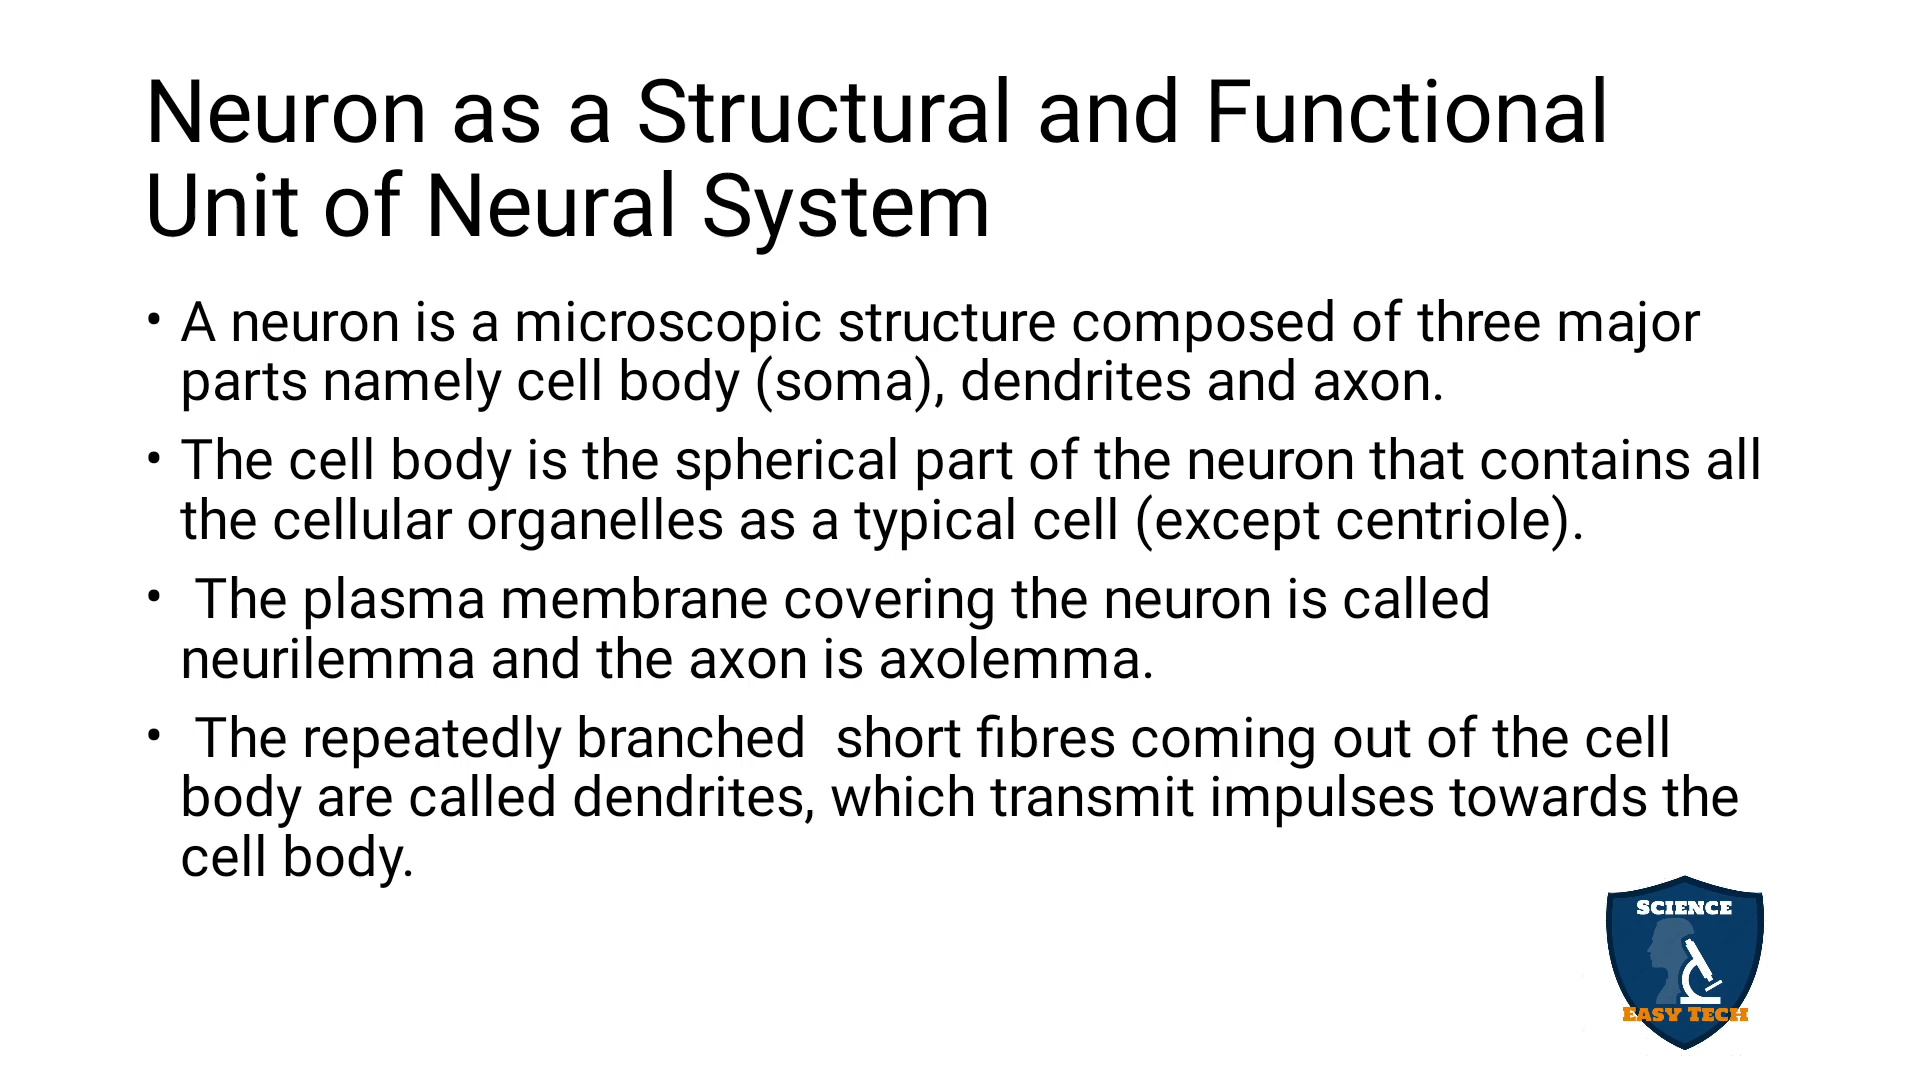 Neuron as a Structural and Functional
Unit of Neural System
• A neuron is a microscopic structure composed of three major
parts namely cell body (soma), dendrites and axon.
• The cell body is the spherical part of the neuron that contains all
the cellular organelles as a typical cell (except centriole).
• The plasma membrane covering the neuron is called
neurilemma and the axon is axolemma.
• The repeatedly branched  short fibres coming out of the cell
body are called dendrites, which transmit impulses towards the
cell body.
SCIENCE
EASY TECH